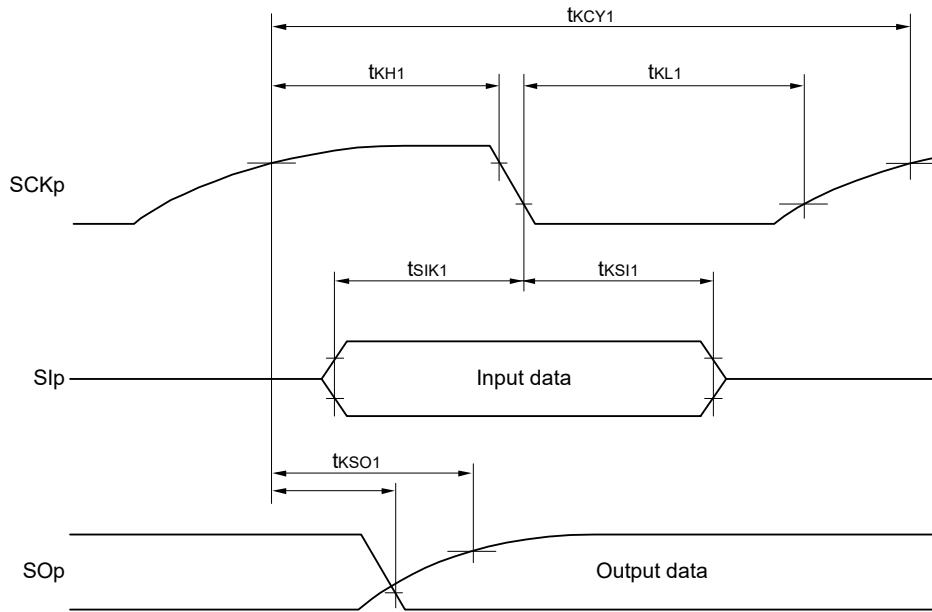 tKCY1
tKH1
tKL1
SCKp
tSIK1
tKSI1
SIp
Input data
tKSO1
SOp
Output data